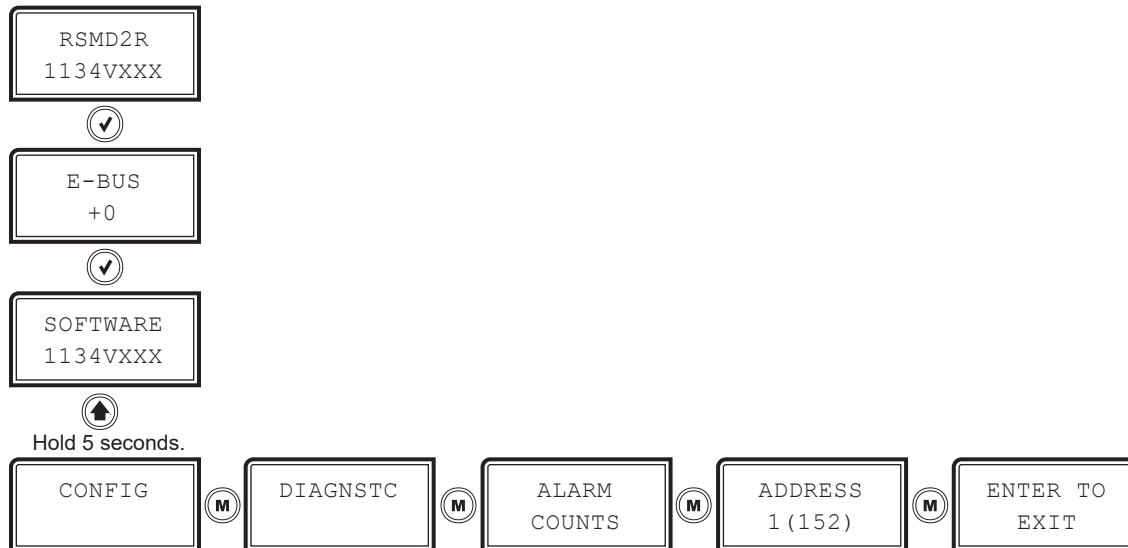 RSMD2R
1134VXXX
E-BUS
+0
SOFTWARE
1134VXXX
Hold 5 seconds.
CONFIG
M
DIAGNSTC
M
ALARM
COUNTS
M
ADDRESS
1(152)
M
ENTER TO
EXIT